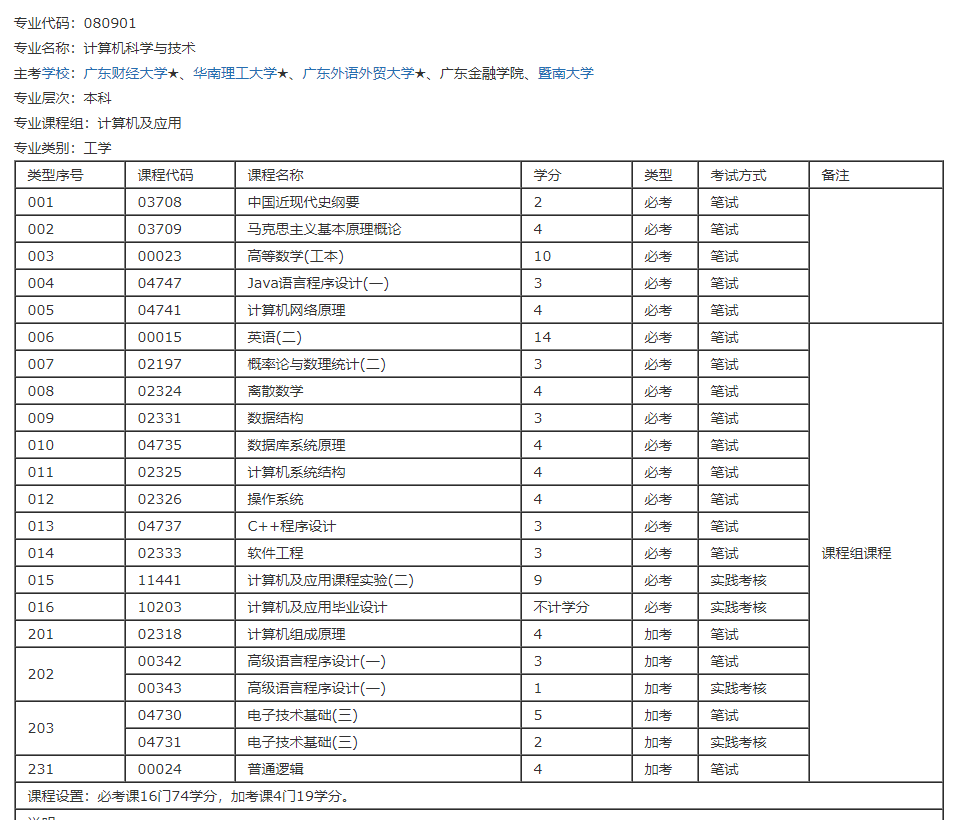 专业代码：080901
专业名称：计算机科学与技术
主考学校：广东财经大学★、华南理工大学★、广东外语外贸大学★、广东金融学院、暨南大学
专业层次：本科
专业课程组：计算机及应用
专业类别：工学
类型序号 课程代码 课程名称 学分 类型 考试方式 备注
001 03708 中国近现代史纲要 2 必考 笔试
002 03709 马克思主义基本原理概论 4 必考 笔试
003 00023 高等数学(工本) 10 必考 笔试
004 04747 Java语言程序设计(一) 3 必考 笔试
005 04741 计算机网络原理 4 必考 笔试
006 00015 英语(二) 14 必考 笔试
007 02197 概率论与数理统计(二) 3 必考 笔试
008 02324 离散数学 4 必考 笔试
009 02331 数据结构 3 必考 笔试
010 04735 数据库系统原理 4 必考 笔试
011 02325 计算机系统结构 4 必考 笔试
012 02326 操作系统 4 必考 笔试
013 04737 C++程序设计 3 必考 笔试
014 02333 软件工程 3 必考 笔试 课程组课程
015 11441 计算机及应用课程实验(二) 9 必考 实践考核
016 10203 计算机及应用毕业设计 不计学分 必考 实践考核
201 02318 计算机组成原理 4 加考 笔试
202 00342 高级语言程序设计(一) 3 加考 笔试
00343 高级语言程序设计(一) 1 加考 实践考核
203 04730 电子技术基础(三) 5 加考 笔试
04731 电子技术基础(三) 2 加考 实践考核
231 00024 普通逻辑 4 加考 笔试
课程设置：必考课16门74学分，加考课4门19学分。